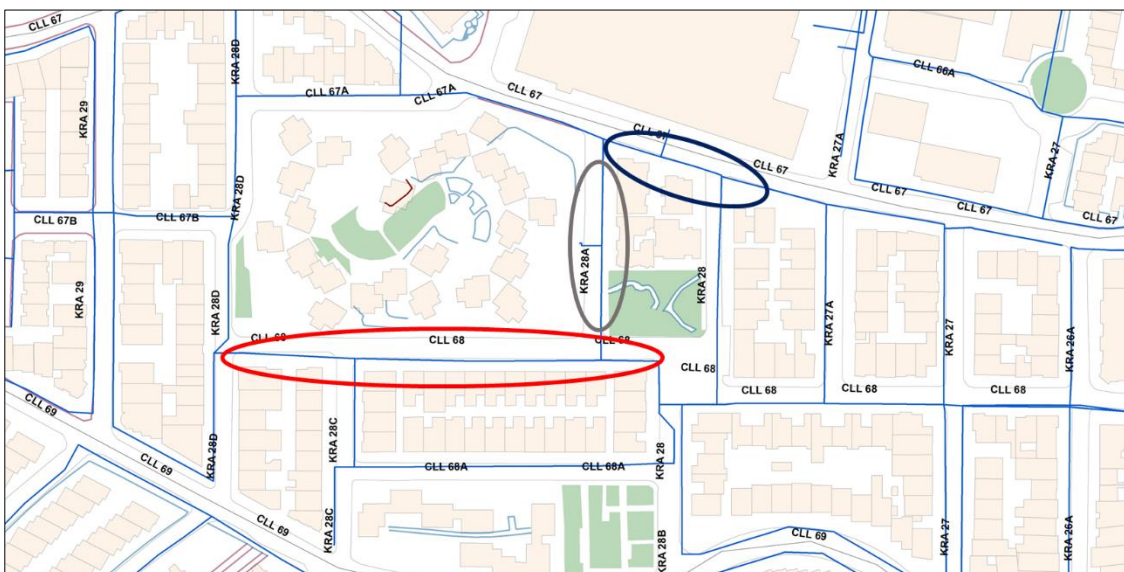 CLL 67
KRA 28D
CLL 67
CLL 66A
KRA 29
CLL 67A
CLL 67A
CLL 67
CLL 67
KRA 27A
KRA 27
CLL 67
KRA 28D
CLL 67
CLL 67B
CLL 67B
CLL 67
KRA 28A
KRA 28
KRA 29
KRA 28D
KRA 27A
KRA 27
KRA 26A
CLL 68
CLL 68
CLL 68
CLL 68
CLL 68
CLL 68
CLL 68
CLL 69
KRA 28D
KRA 28C
CLL 69
CLL 68A
CLL 68A
KRA 28
CLL 69
KRA 28C
KRA 28B
CLL 69
KRA 27
KRA 26A